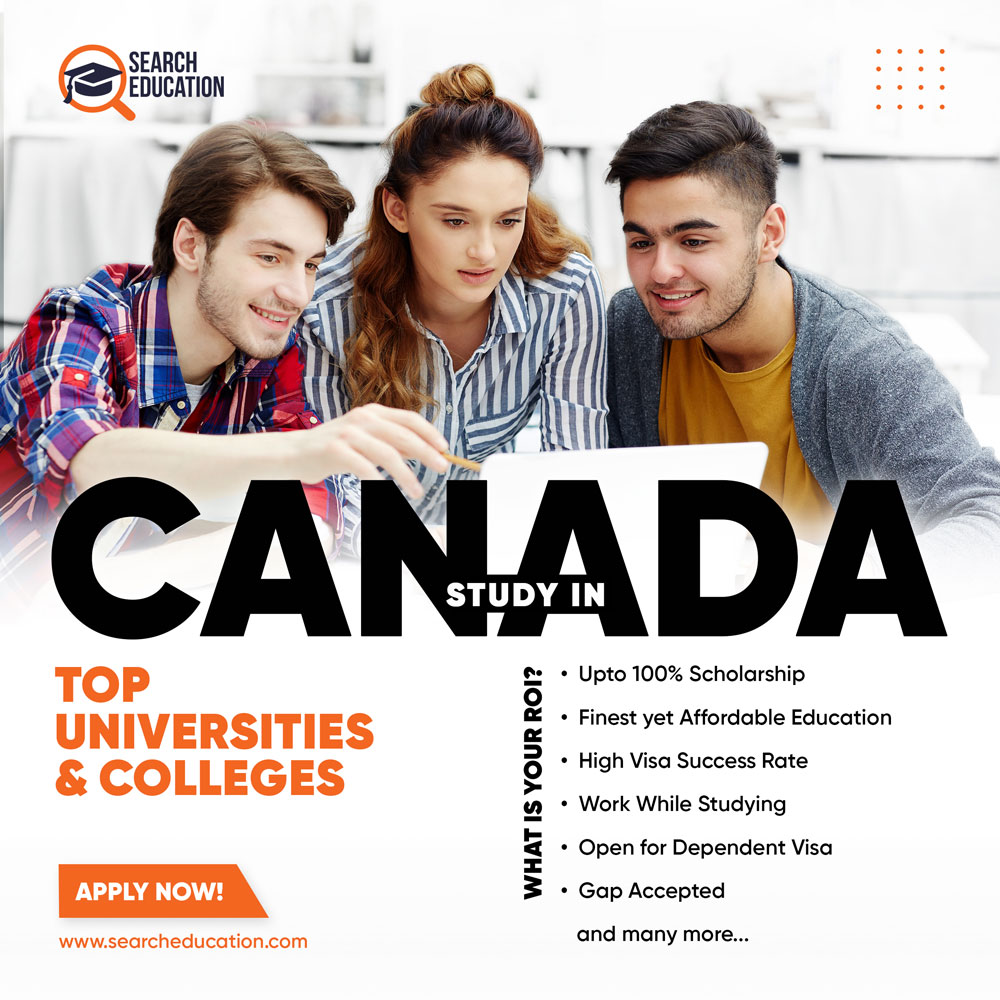 SEARCH
EDUCATION
CANADA
STUDY IN
TOP
UNIVERSITIES
& COLLEGES
APPLY NOW!
www.searcheducation.com
WHAT IS YOUR ROI?
• Upto 100% Scholarship
• Finest yet Affordable Education
• High Visa Success Rate
• Work While Studying
• Open for Dependent Visa
• Gap Accepted
and many more...